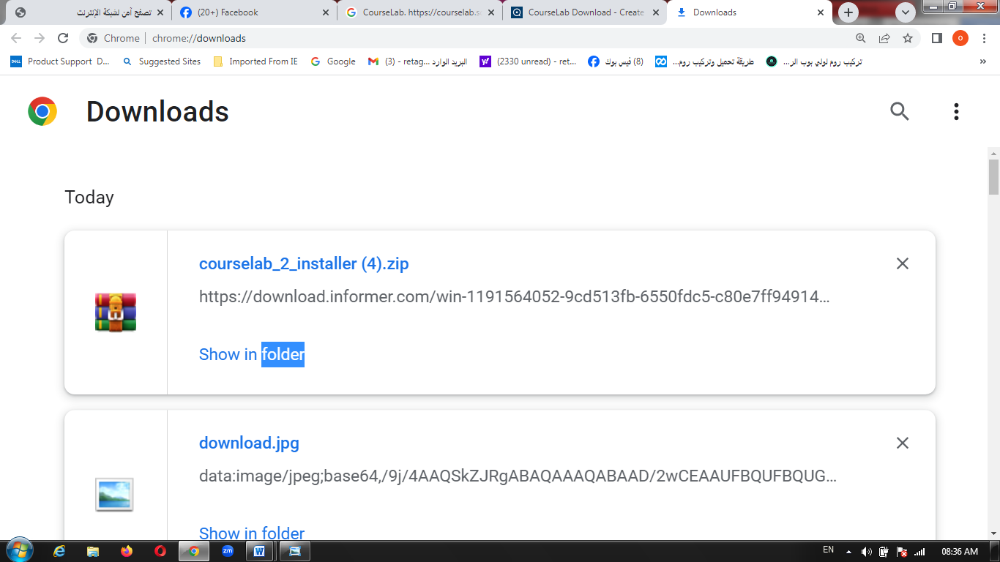 تصفح آمن لشبكة الإنترنت
(20+) Facebook
CourseLab. https://courselab.s
CourseLab Download - Create
Downloads
Chrome
chrome://downloads
o
DELL
Product Support D...
Suggested Sites
Imported From IE
Google
(3) - retag... البريد الوارد
(2330 unread) - ret...
(8) فيس بوك
طريقة تحميل وتركيب روم...
تركيب روم لولي بوب الر...
»
Downloads
Today
courselab_2_installer (4).zip
https://download.informer.com/win-1191564052-9cd513fb-6550fdc5-c80e7ff94914...
Show in folder
download.jpg
data:image/jpeg;base64,/9j/4AAQSkZJRgABAQAAAQABAAD/2wCEAAUFBQUFBQUG...
Show in folder
zm
W
EN
08:36 AM